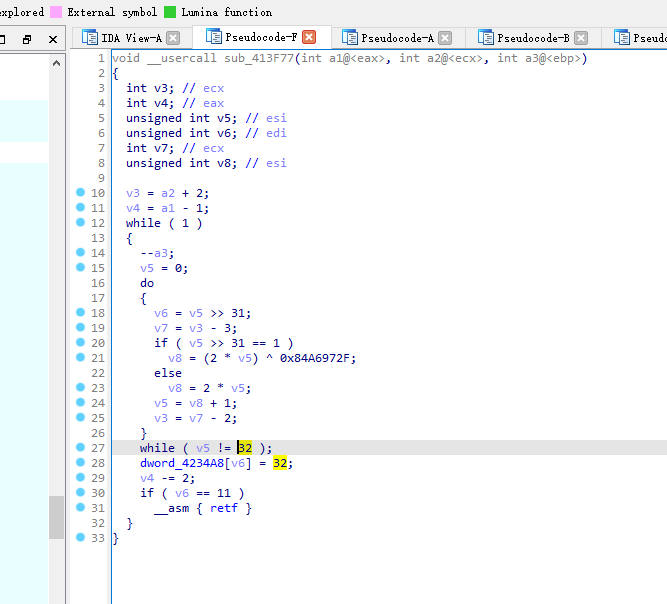 explored External symbol Lumina function
IDA View-A Pseudocode-F Pseudocode-A Pseudocode-B Pseudo
1 void __usercall sub_413F77(int a1@<eax>, int a2@<ecx>, int a3@<ebp>)
2 {
3 int v3; // ecx
4 int v4; // eax
5 unsigned int v5; // esi
6 unsigned int v6; // edi
7 int v7; // ecx
8 unsigned int v8; // esi
9
10 v3 = a2 + 2;
11 v4 = a1 - 1;
12 while ( 1 )
13 {
14 --a3;
15 v5 = 0;
16 do
17 {
18 v6 = v5 >> 31;
19 v7 = v3 - 3;
20 if ( v5 >> 31 == 1 )
21 v8 = (2 * v5) ^ 0x84A6972F;
22 else
23 v8 = 2 * v5;
24 v5 = v8 + 1;
25 v3 = v7 - 2;
26 }
27 while ( v5 != 32 );
28 dword_4234A8[v6] = 32;
29 v4 -= 2;
30 if ( v6 == 11 )
31 __asm { retf }
32 }
33 }